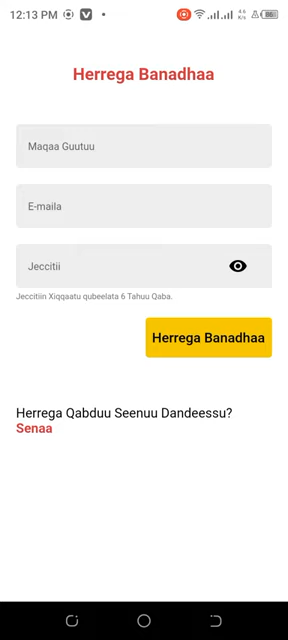 12:13 PM
Herrega Banadhaa
Maqaa Guutuu
E-maila
Jeccitii
Jeccitiin Xiqqaatu qubeelata 6 Tahuu Qaba.
Herrega Banadhaa
Herrega Qabduu Seenuu Dandeessu?
Senaa